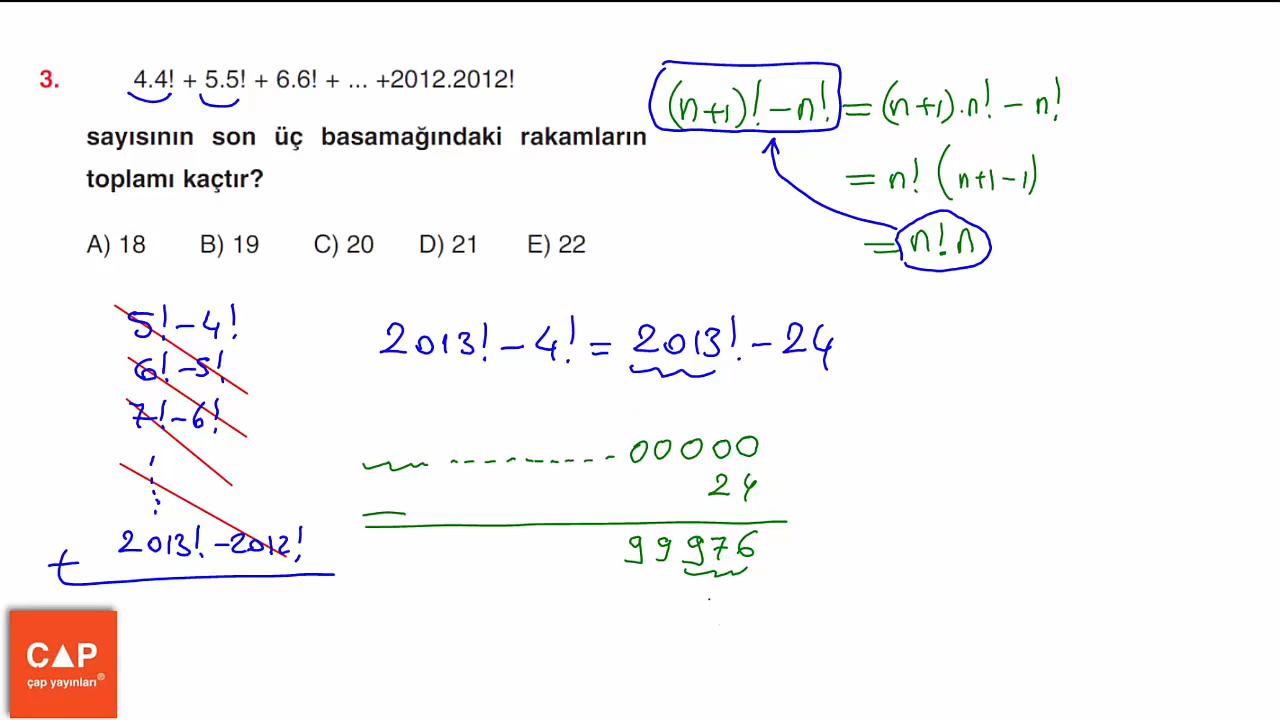 3. 4.4! + 5.5! + 6.6! + ... +2012.2012!
sayısının son üç basamağındaki rakamların
toplamı kaçtır?
A) 18 B) 19 C) 20 D) 21 E) 22
(n+1)! – n! = (n+1).n! – n!
= n! (n+1–1)
= n! n
5! – 4!
6! – 5!
7! – 6!
2013! – 2012!
+
2013! – 4! = 2013! – 24
00000
24
99976
ÇAP
çap yayınları®